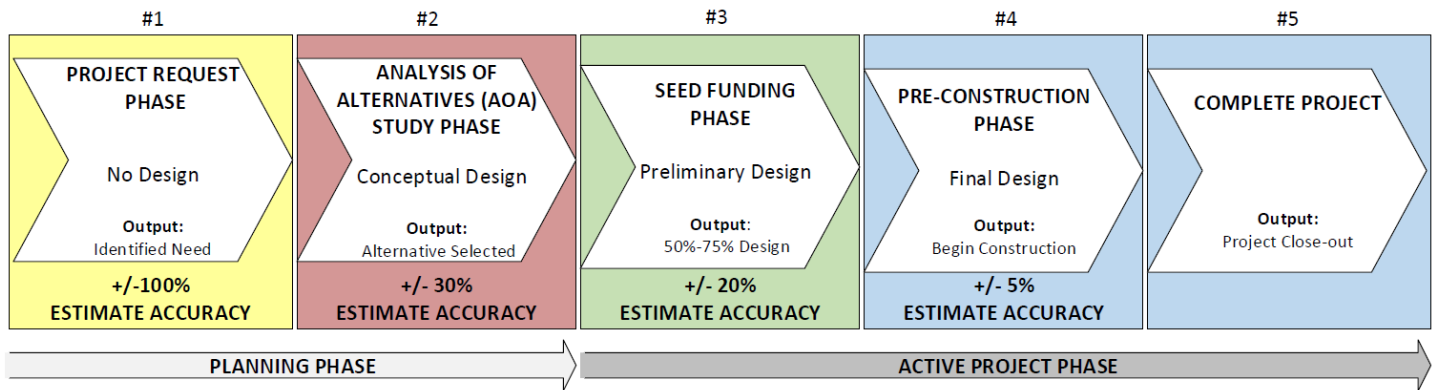 #1
#2
#3
#4
#5
PROJECT REQUEST
PHASE
No Design
Output:
Identified Need
+/-100%
ESTIMATE ACCURACY
ANALYSIS OF
ALTERNATIVES (AOA)
STUDY PHASE
Conceptual Design
Output:
Alternative Selected
+/- 30%
ESTIMATE ACCURACY
SEED FUNDING
PHASE
Preliminary Design
Output:
50%-75% Design
+/- 20%
ESTIMATE ACCURACY
PRE-CONSTRUCTION
PHASE
Final Design
Output:
Begin Construction
+/- 5%
ESTIMATE ACCURACY
COMPLETE PROJECT
Output:
Project Close-out
PLANNING PHASE
ACTIVE PROJECT PHASE